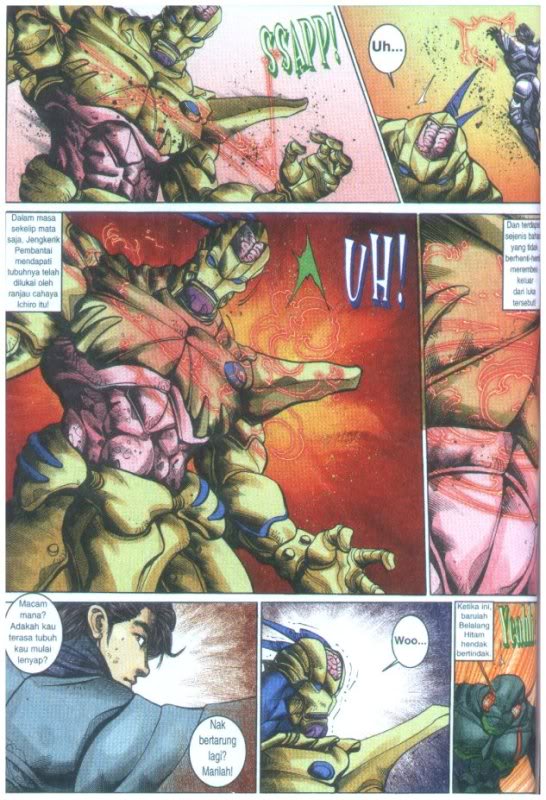 SSAPP!
Uh...
Dalam masa
sekelip mata
saja, Jengkerik
Pembantai
mendapati
tubuhnya telah
dilukai oleh
ranjau cahaya
Ichiro itu!
UH!
Dan
sejenis
yang tidak
keluar
dari luka
tersebut!
Macam
mana?
Adakah kau
terasa tubuh
kau mulai
lenyap?
Nak
bertarung
lagi?
Marilah!
Woo...
Ketika ini,
barulah
Belalang
Hitam
hendak
bertindak.